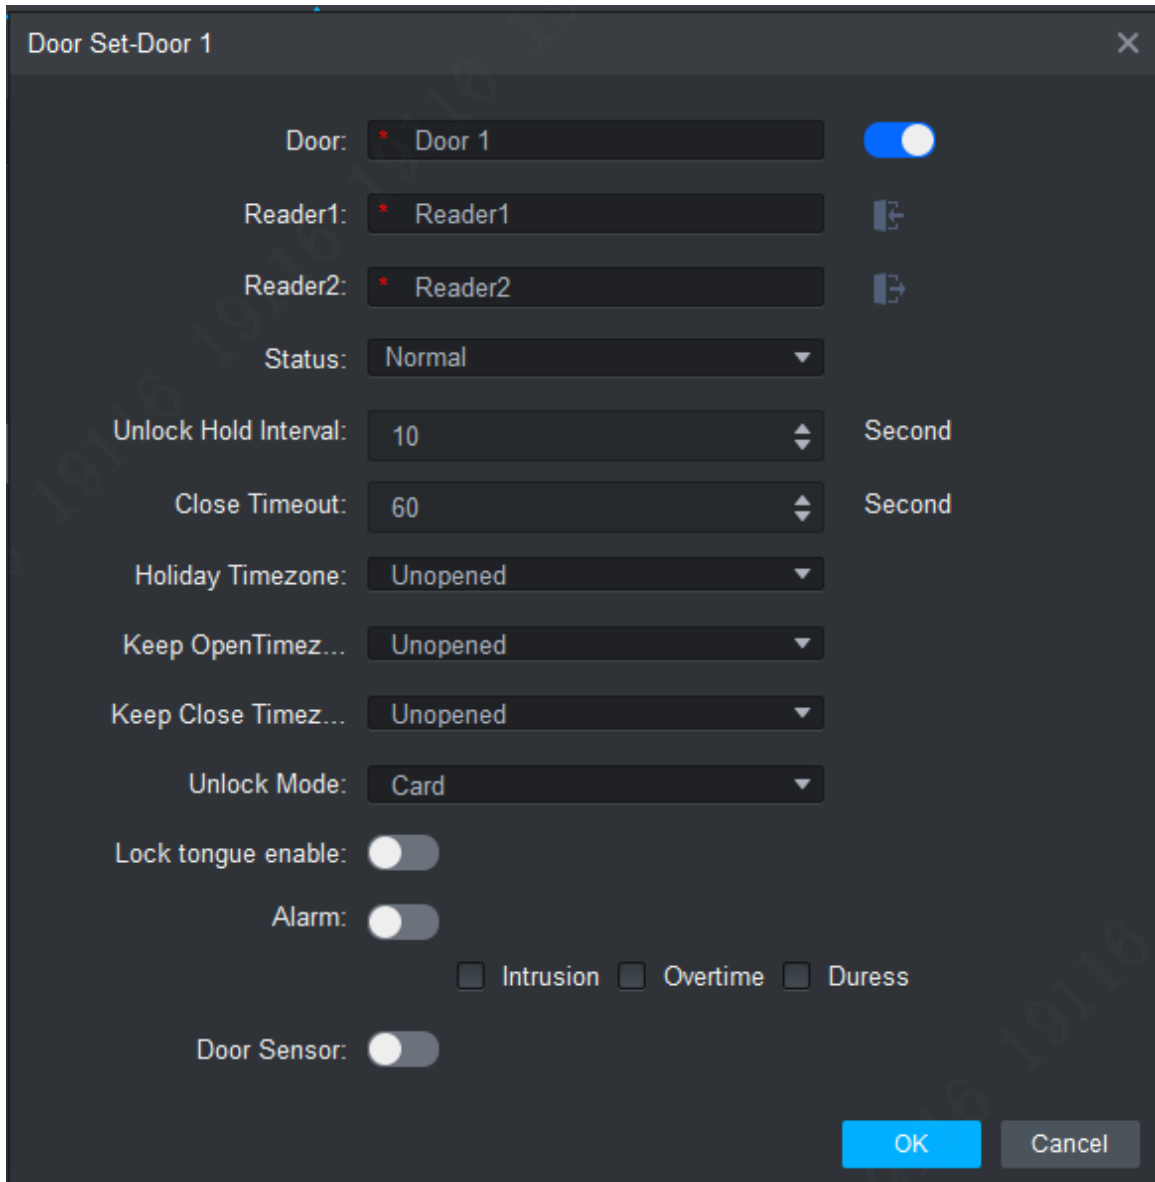 Door Set-Door 1
Door: * Door 1
Reader1: * Reader1
Reader2: * Reader2
Status: Normal
Unlock Hold Interval: 10 Second
Close Timeout: 60 Second
Holiday Timezone: Unopened
Keep OpenTimez... Unopened
Keep Close Timez... Unopened
Unlock Mode: Card
Lock tongue enable:
Alarm:
Intrusion Overtime Duress
Door Sensor:
OK Cancel